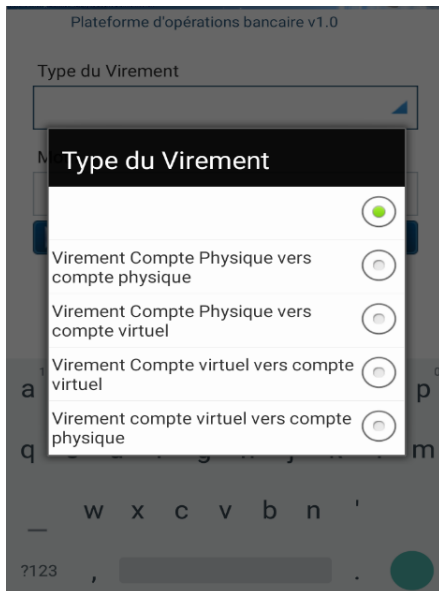 Plateforme d'opérations bancaire v1.0
Type du Virement
Type du Virement
Virement Compte Physique vers
compte physique
Virement Compte Physique vers
compte virtuel
Virement Compte virtuel vers compte
virtuel
Virement compte virtuel vers compte
physique
a p
q m
_ w x c v b n '
?123 , .